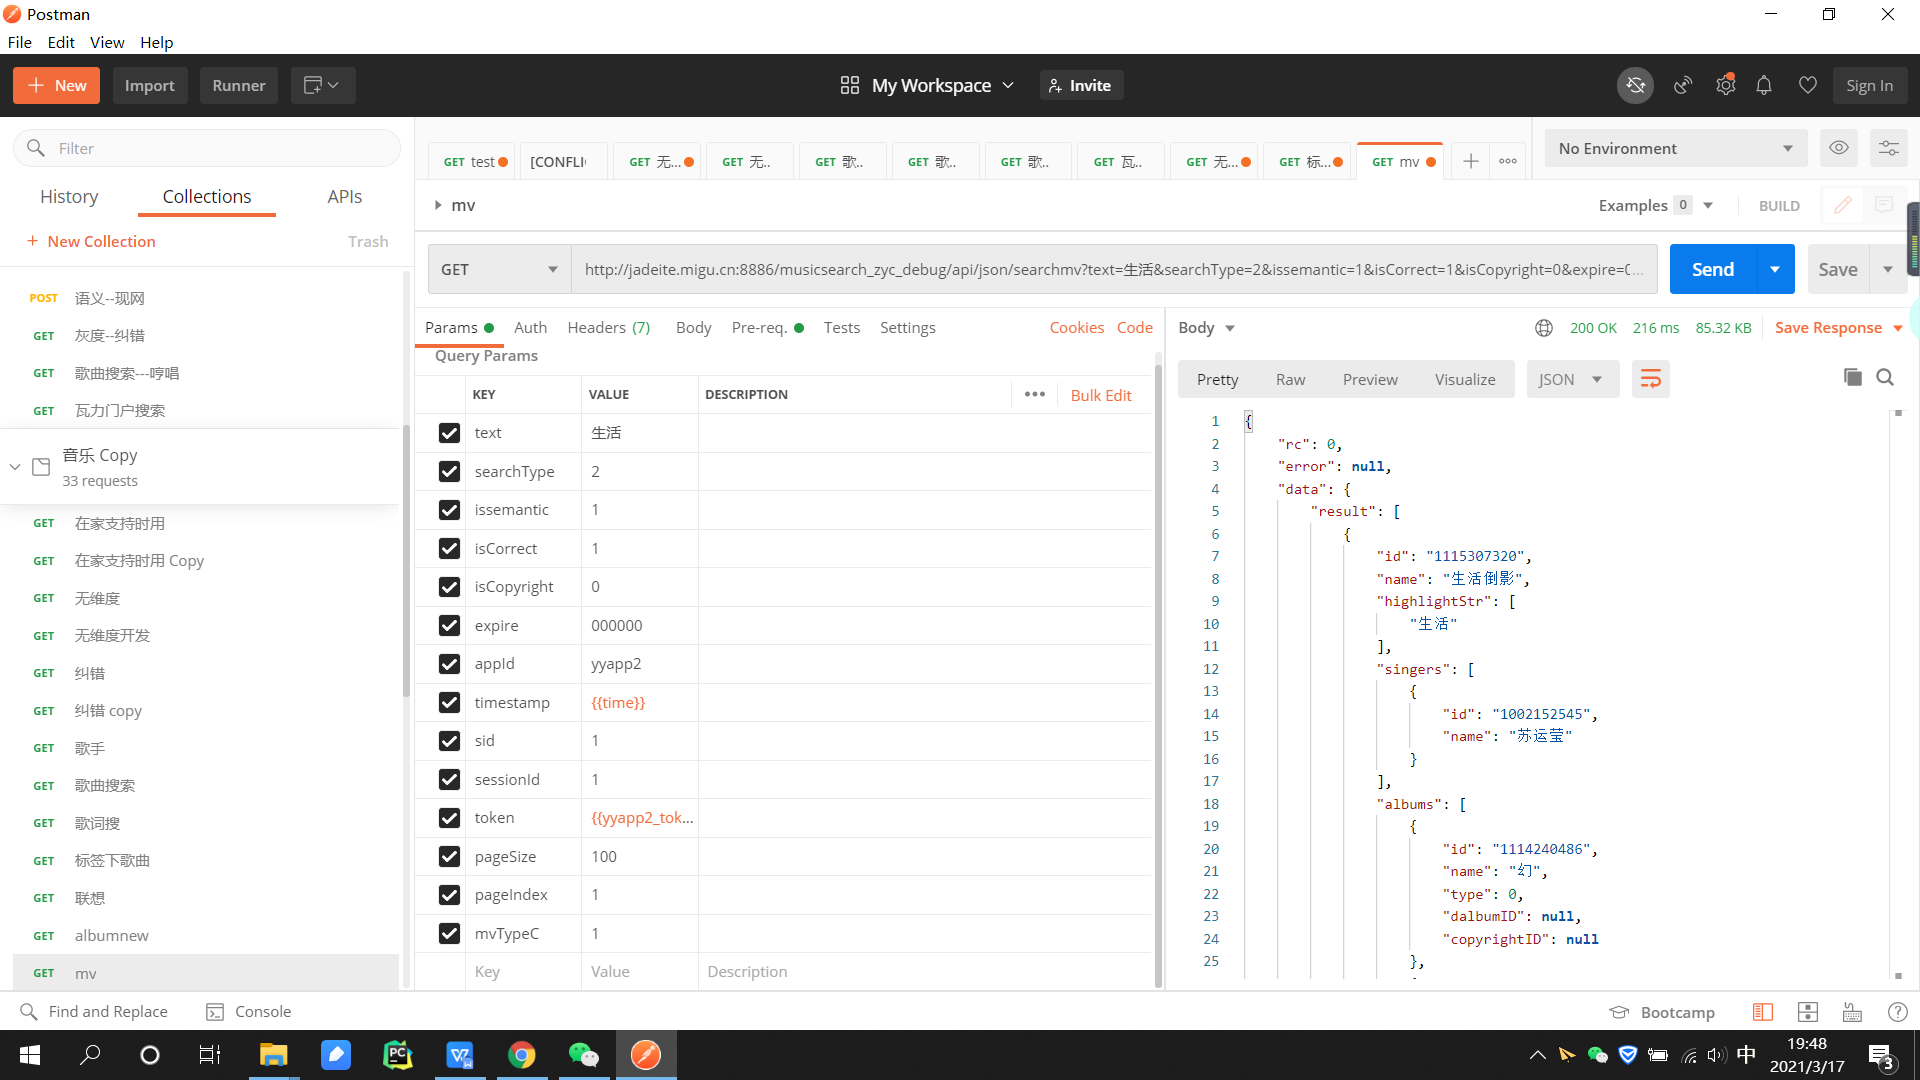 Postman
File Edit View Help
New Import Runner My Workspace Invite Sign In
Filter
History Collections APIs
+ New Collection Trash
POST 语义--现网
GET 灰度--纠错
GET 歌曲搜索---哼唱
GET 瓦力门户搜索
音乐 Copy
33 requests
GET 在家支持时用
GET 在家支持时用 Copy
GET 无维度
GET 无维度开发
GET 纠错
GET 纠错 copy
GET 歌手
GET 歌曲搜索
GET 歌词搜
GET 标签下歌曲
GET 联想
GET albumnew
GET mv
GET test [CONFLI GET 无... GET 无.. GET 歌.. GET 歌.. GET 歌.. GET 瓦.. GET 无... GET 标... GET mv
No Environment
mv
Examples 0 BUILD
GET http://jadeite.migu.cn:8886/musicsearch_zyc_debug/api/json/searchmv?text=生活&searchType=2&issemantic=1&isCorrect=1&isCopyright=0&expire=0... Send Save
Params Auth Headers (7) Body Pre-req. Tests Settings Cookies Code
Query Params
KEY VALUE DESCRIPTION ••• Bulk Edit
text 生活
searchType 2
issemantic 1
isCorrect 1
isCopyright 0
expire 000000
appId yyapp2
timestamp {{time}}
sid 1
sessionId 1
token {{yyapp2_tok...
pageSize 100
pageIndex 1
mvTypeC 1
Key Value Description
Body 200 OK 216 ms 85.32 KB Save Response
Pretty Raw Preview Visualize JSON
1 {
2 "rc": 0,
3 "error": null,
4 "data": {
5 "result": [
6 {
7 "id": "1115307320",
8 "name": "生活倒影",
9 "highlightStr": [
10 "生活"
11 ],
12 "singers": [
13 {
14 "id": "1002152545",
15 "name": "苏运莹"
16 }
17 ],
18 "albums": [
19 {
20 "id": "1114240486",
21 "name": "幻",
22 "type": 0,
23 "dalbumID": null,
24 "copyrightID": null
25 },
Find and Replace Console Bootcamp
中 19:48
2021/3/17
3